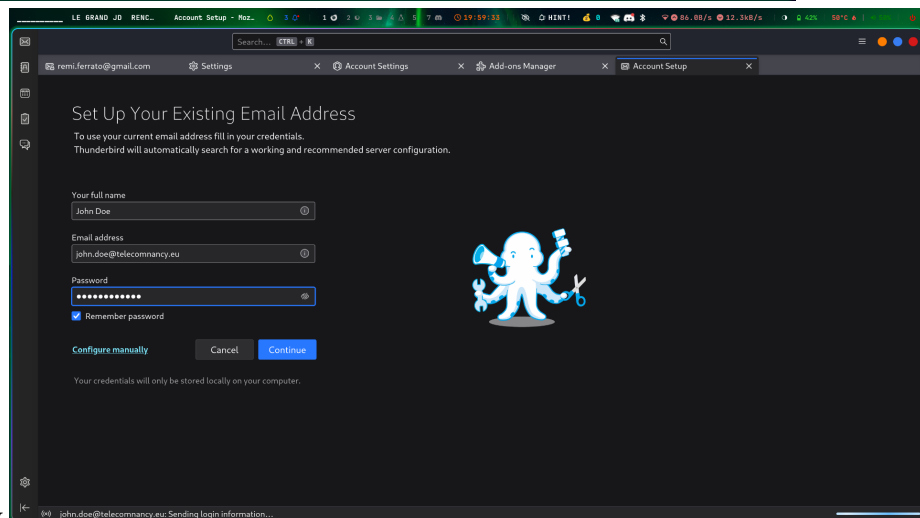 LE GRAND JD RENC… Account Setup - Moz… 19:59:33 HINT! 0 86.0B/s 12.3kB/s 42% 50°C
Search… CTRL + K
remi.ferrato@gmail.com Settings Account Settings Add-ons Manager Account Setup
Set Up Your Existing Email Address
To use your current email address fill in your credentials.
Thunderbird will automatically search for a working and recommended server configuration.
Your full name
John Doe
Email address
john.doe@telecomnancy.eu
Password
Remember password
Configure manually Cancel Continue
Your credentials will only be stored locally on your computer.
john.doe@telecomnancy.eu: Sending login information…